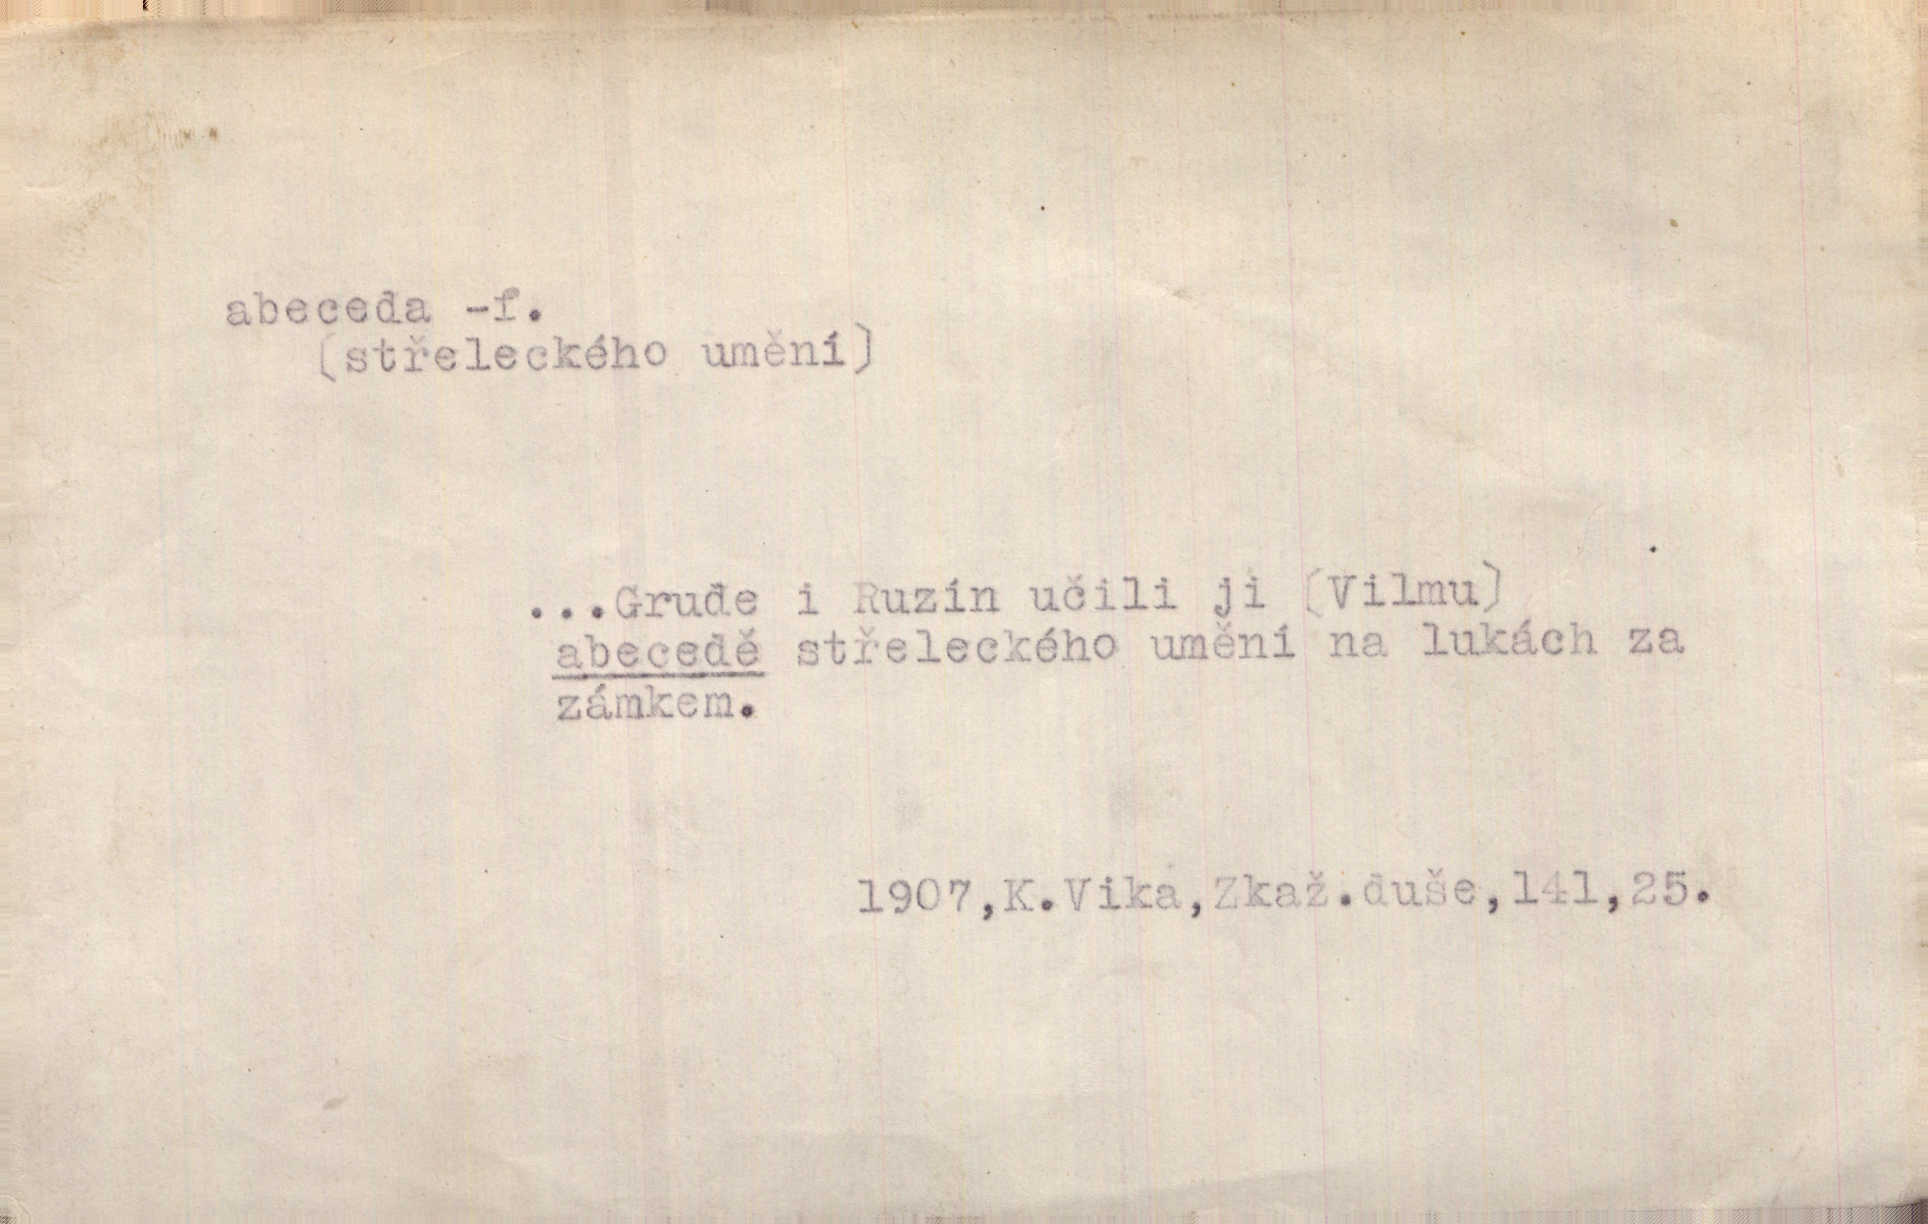 abeceda -f.
(střeleckého umění)
...Grude i Ruzín učili ji (Vilmu)
abecedě střeleckého umění na lukách za
zámkem.
1907,K.Vika,Zkaž.duše,141,25.